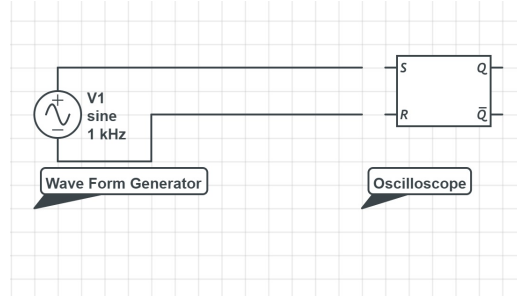 S Q
V1
sine
1 kHz
R Q̅
Wave Form Generator
Oscilloscope